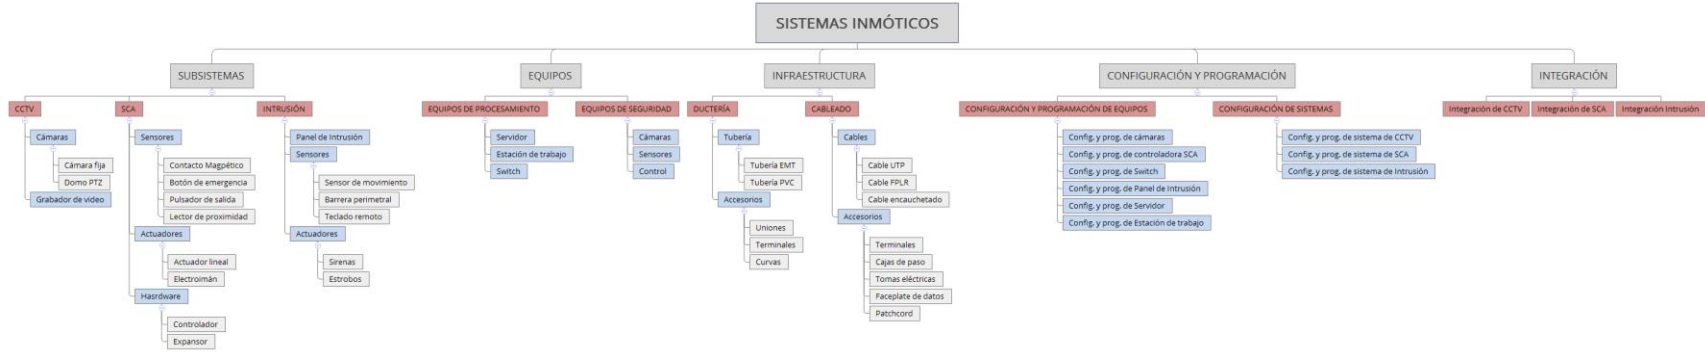 SISTEMAS INMÓTICOS
SUBSISTEMAS
CCTV
Cámaras
Cámara fija
Domo PTZ
Grabador de video
SCA
Sensores
Contacto Magpético
Botón de emergencia
Pulsador de salida
Lector de proximidad
Actuadores
Actuador lineal
Electroimán
Hasrdware
Controlador
Expansor
INTRUSIÓN
Panel de Intrusión
Sensores
Sensor de movimiento
Barrera perimetral
Teclado remoto
Actuadores
Sirenas
Estrobos
EQUIPOS
EQUIPOS DE PROCESAMIENTO
Servidor
Estación de trabajo
Switch
EQUIPOS DE SEGURIDAD
Cámaras
Sensores
Control
INFRAESTRUCTURA
DUCTERÍA
Tubería
Tubería EMT
Tubería PVC
Accesorios
Uniones
Terminales
Curvas
CABLEADO
Cables
Cable UTP
Cable FPLR
Cable encauchetado
Accesorios
Terminales
Cajas de paso
Tomas eléctricas
Faceplate de datos
Patchcord
CONFIGURACIÓN Y PROGRAMACIÓN
CONFIGURACIÓN Y PROGRAMACIÓN DE EQUIPOS
Config. y prog. de cámaras
Config. y prog. de controladora SCA
Config. y prog. de Switch
Config. y prog. de Panel de Intrusión
Config. y prog. de Servidor
Config. y prog. de Estación de trabajo
CONFIGURACIÓN DE SISTEMAS
Config. y prog. de sistema de CCTV
Config. y prog. de sistema de SCA
Config. y prog. de sistema de Intrusión
INTEGRACIÓN
Integración de CCTV
Integración de SCA
Integración Intrusión